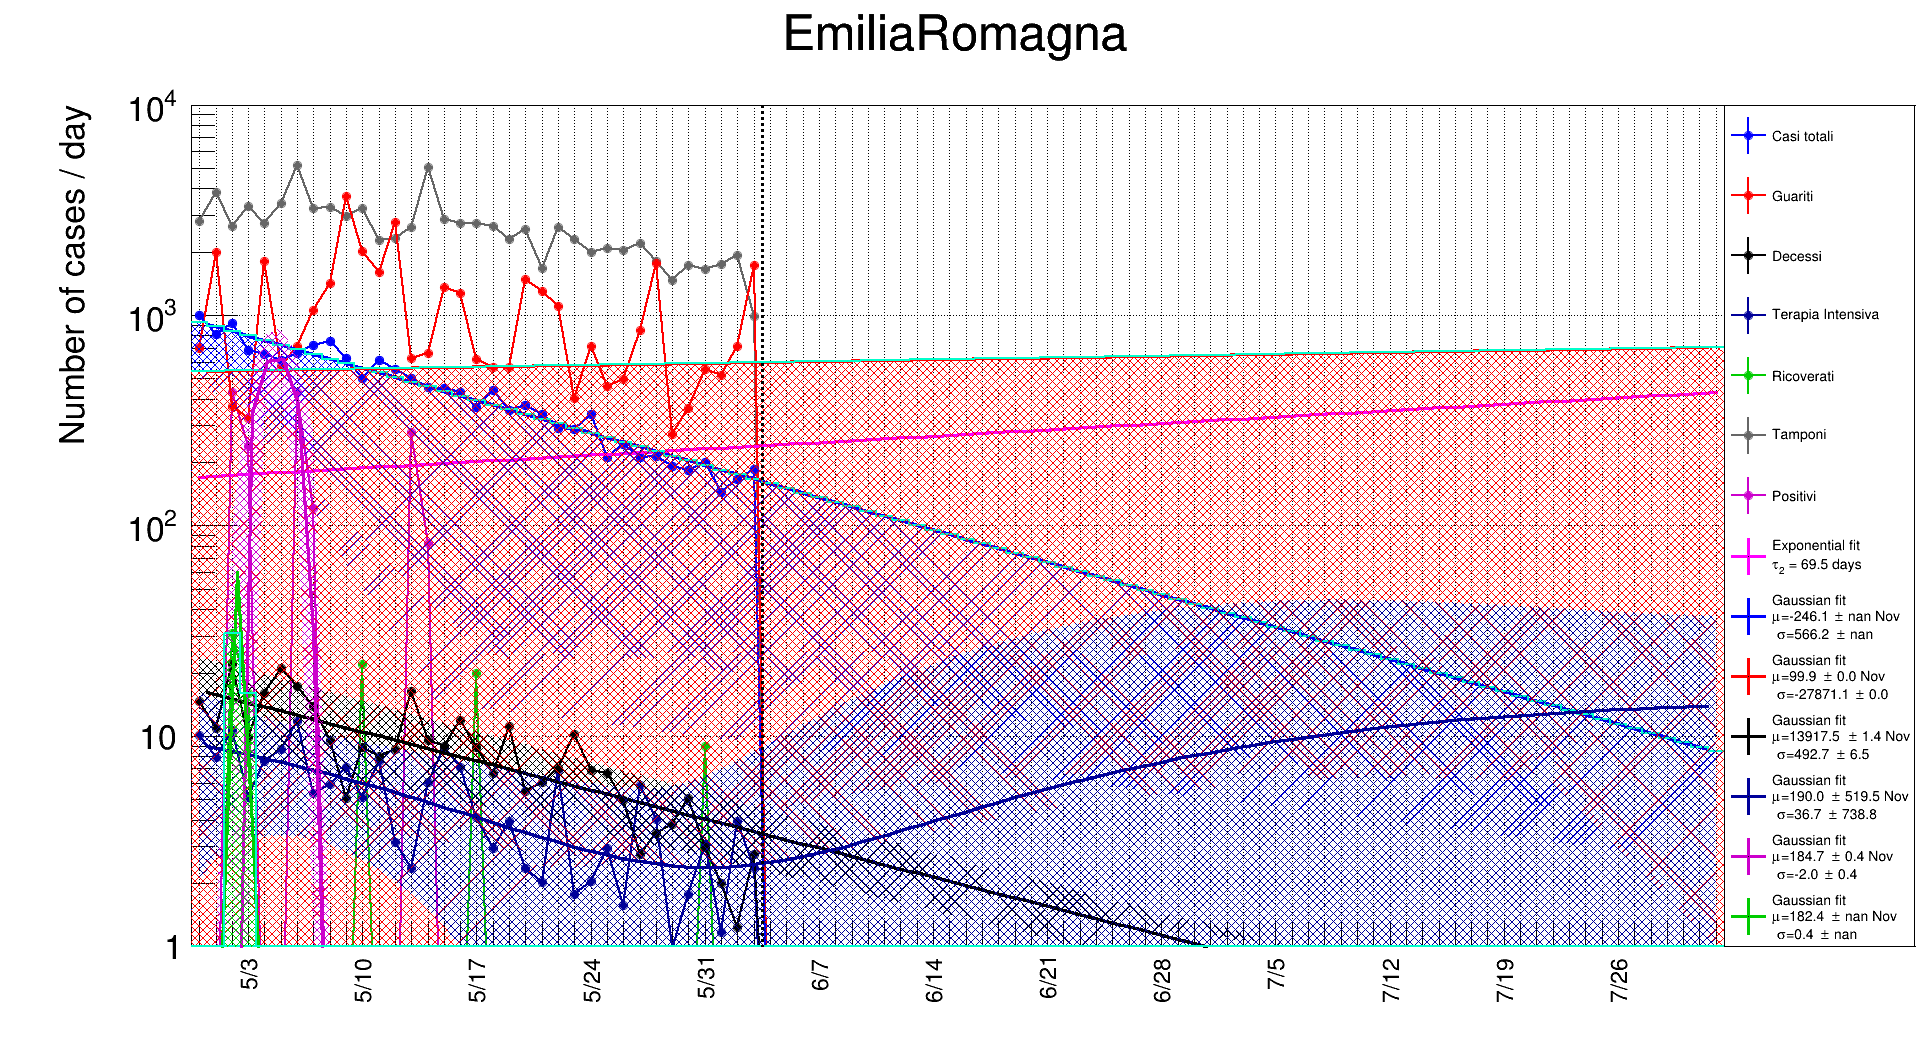 EmiliaRomagna
Number of cases / day
10^4
10^3
10^2
10
1
5/3
5/10
5/17
5/24
5/31
6/7
6/14
6/21
6/28
7/5
7/12
7/19
7/26
Casi totali
Guariti
Decessi
Terapia Intensiva
Ricoverati
Tamponi
Positivi
Exponential fit
τ2 = 69.5 days
Gaussian fit
μ=-246.1 ± nan Nov
σ=566.2 ± nan
Gaussian fit
μ=99.9 ± 0.0 Nov
σ=-27871.1 ± 0.0
Gaussian fit
μ=13917.5 ± 1.4 Nov
σ=492.7 ± 6.5
Gaussian fit
μ=190.0 ± 519.5 Nov
σ=36.7 ± 738.8
Gaussian fit
μ=184.7 ± 0.4 Nov
σ=-2.0 ± 0.4
Gaussian fit
μ=182.4 ± nan Nov
σ=0.4 ± nan